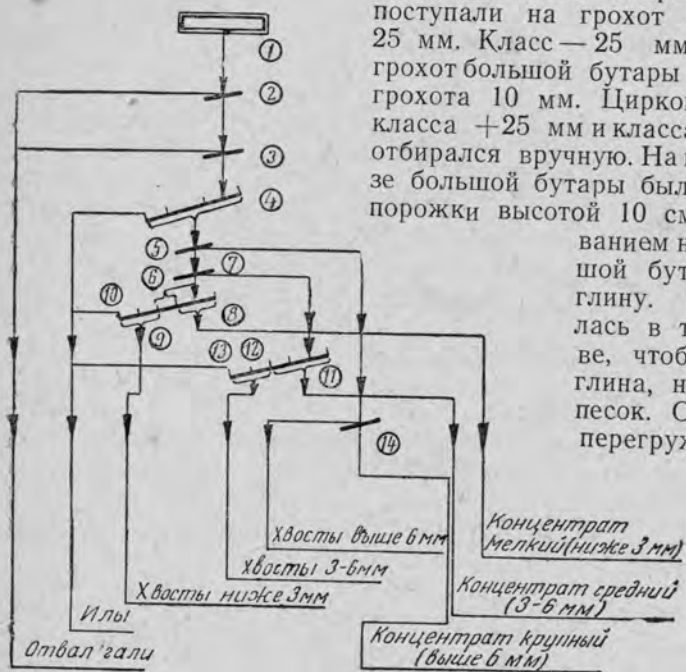 поступали на грохот
25 мм. Класс — 25 мм
грохот большой бутары
грохота 10 мм.
класса +25 мм и класса
отбирался вручную. На
зе большой бутары был
порожки высотой 10 см
ванием н
шой бут
глину.
лась в т
ве, чтоб
глина, н
песок. С
перегруж
1
2
3
4
5
7
6
10
8
9
13
12
11
14
Хвосты выше 6 мм
Концентрат
мелкий (ниже 3 мм)
Хвосты 3-6мм
Концентрат средний
(3-6 мм)
Хвосты ниже 3мм
Илы
Концентрат крупный
(выше 6 мм)
Отвал гали